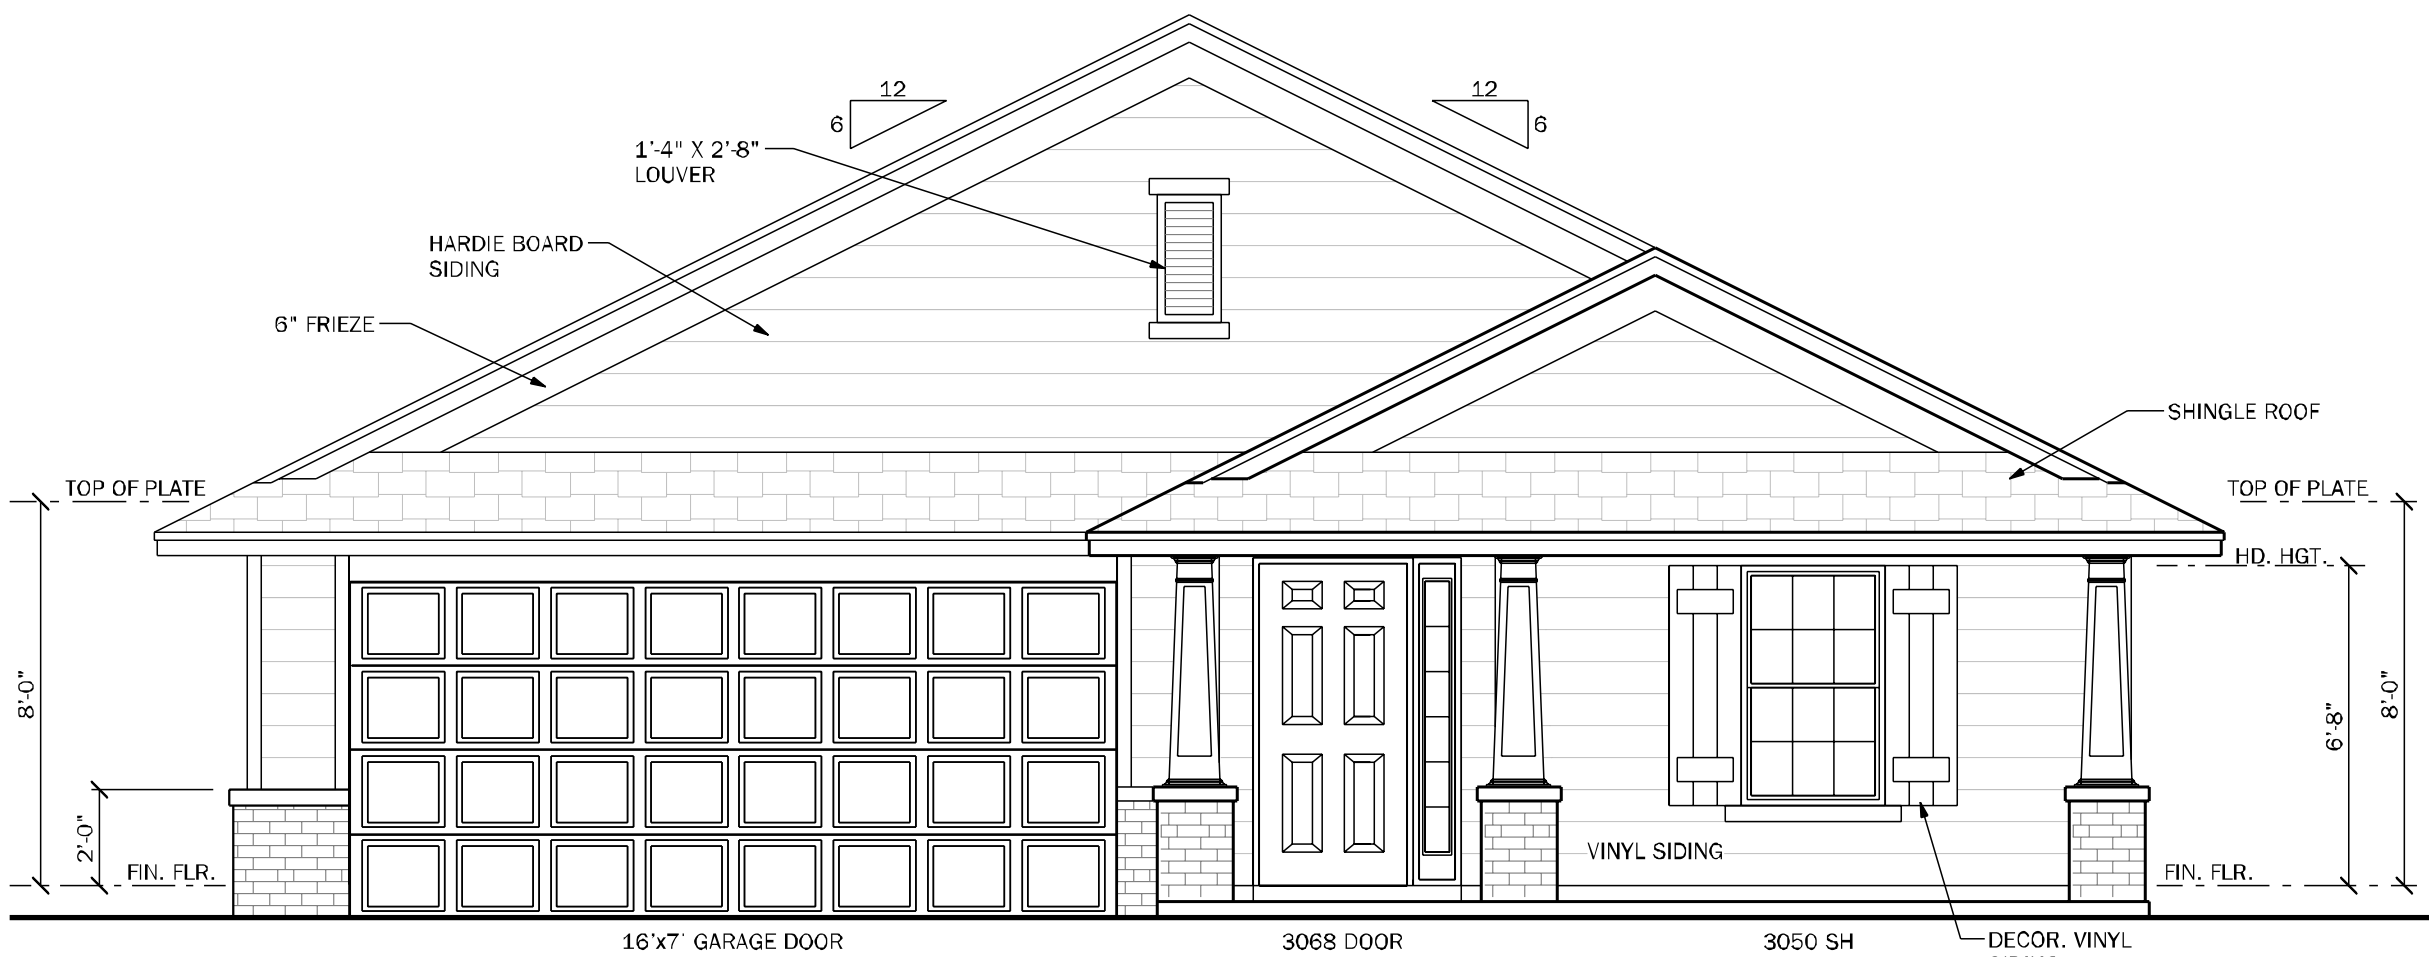 12
6
12
6
1'-4" X 2'-8"
LOUVER
HARDIE BOARD
SIDING
6" FRIEZE
SHINGLE ROOF
TOP OF PLATE
TOP OF PLATE
HD. HGT.
8'-0"
2'-0"
6'-8"
8'-0"
VINYL SIDING
FIN. FLR.
FIN. FLR.
16'x7' GARAGE DOOR
3068 DOOR
3050 SH
DECOR. VINYL